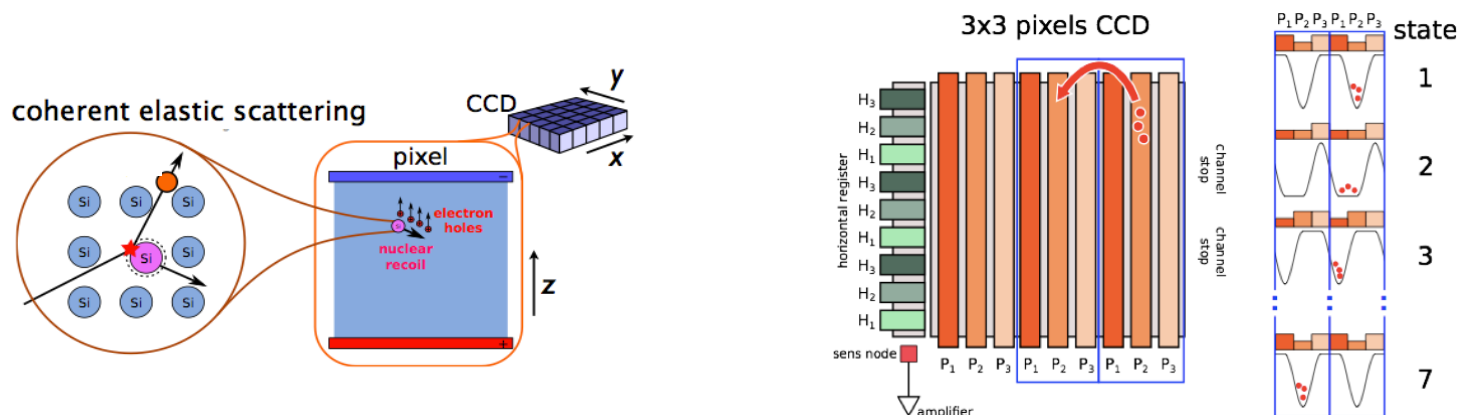 coherent elastic scattering
Si Si Si
Si Si Si
Si Si Si
CCD
y
x
pixel
−
electron
holes
nuclear
recoil
z
+
3x3 pixels CCD
horizontal register
H3
H2
H1
H3
H2
H1
H3
H2
H1
sens node
amplifier
P1 P2 P3 P1 P2 P3 P1 P2 P3
channel
stop
channel
stop
P1 P2 P3 P1 P2 P3
state
1
2
3
7